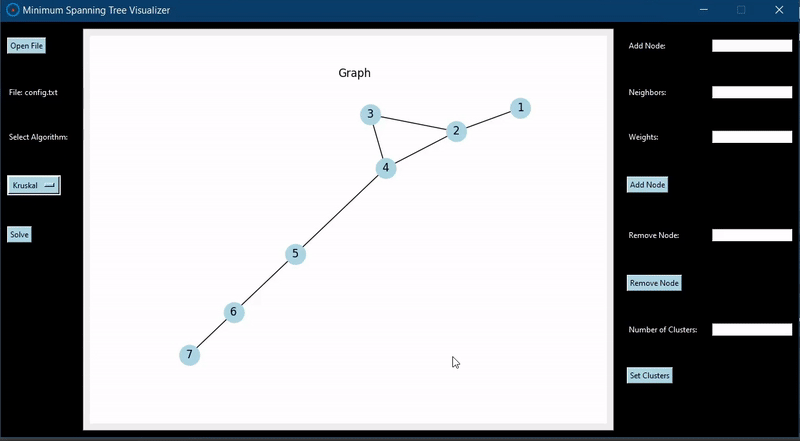 Minimum Spanning Tree Visualizer
Open File
File: config.txt
Select Algorithm:
Kruskal
Solve
Graph
1
3
2
4
5
6
7
Add Node:
Neighbors:
Weights:
Add Node
Remove Node:
Remove Node
Number of Clusters:
Set Clusters